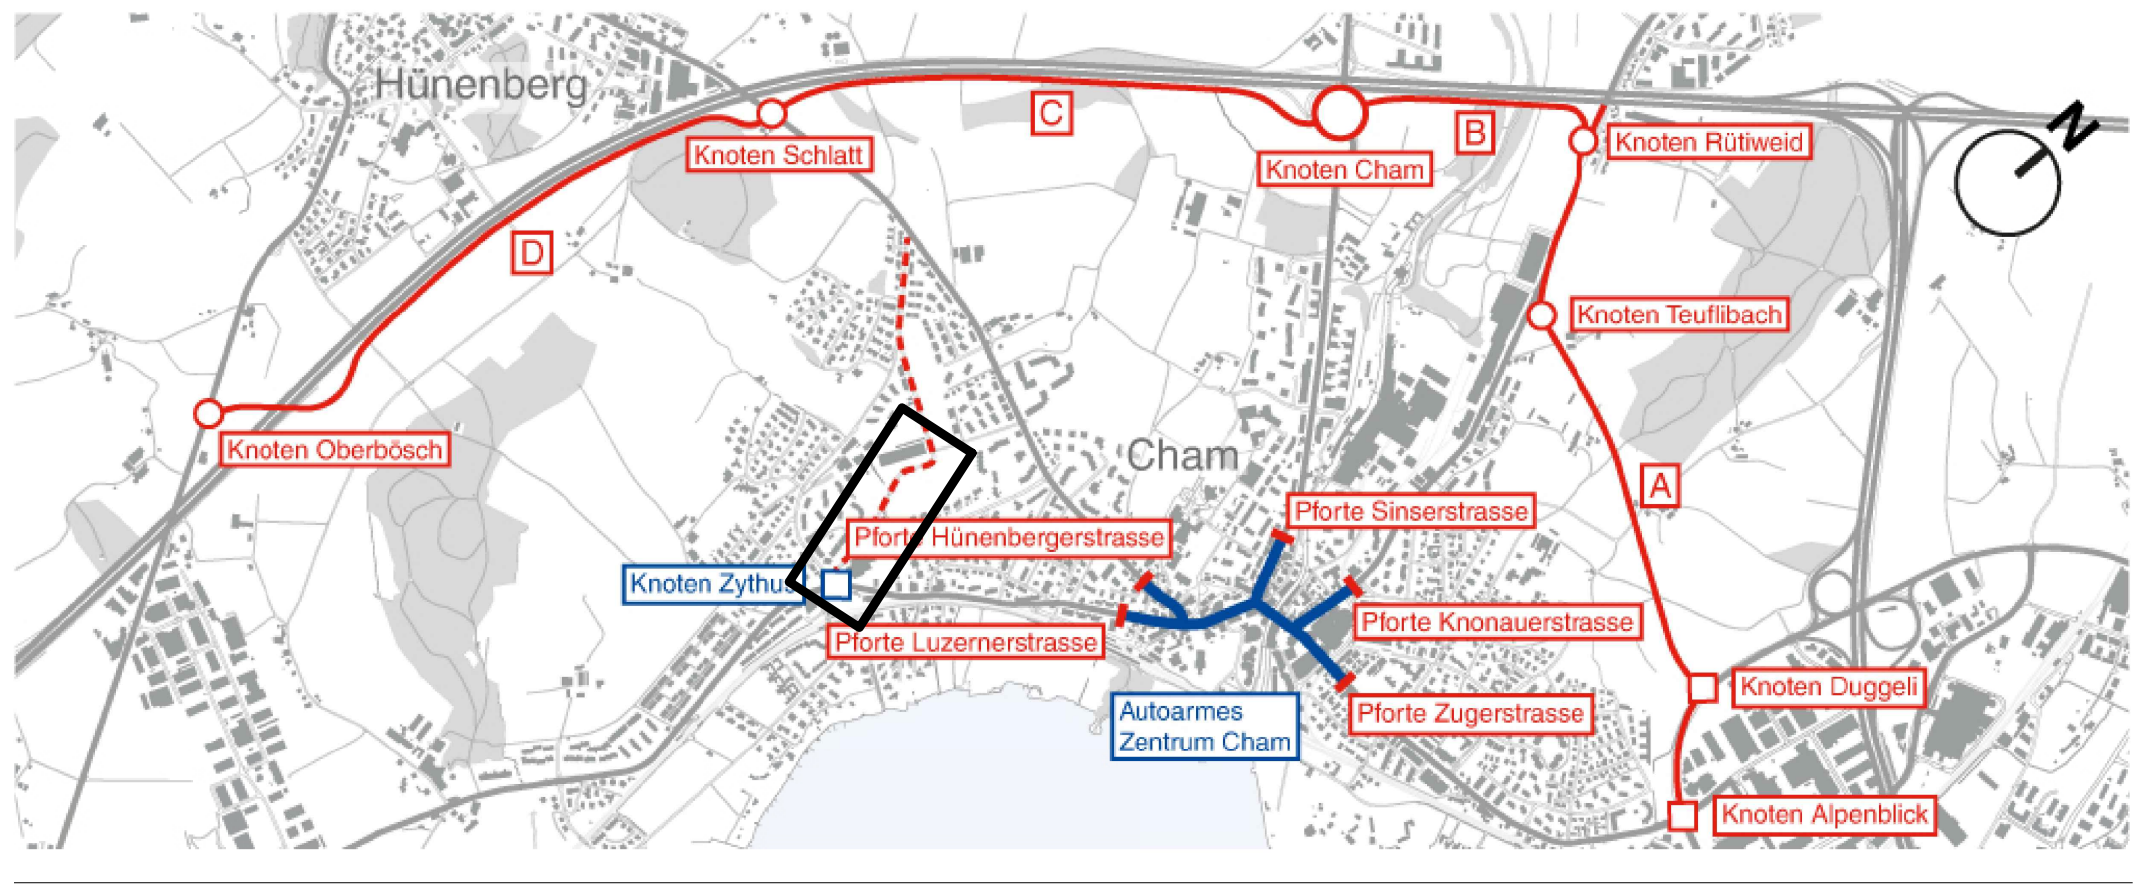 Hünenberg
N
C
B
Knoten Schlatt
Knoten Cham
Knoten Rütiweid
D
Knoten Teuflibach
Knoten Oberbösch
Cham
A
Pforte Sinserstrasse
Pforte Hünenbergerstrasse
Knoten Zythus
Pforte Luzernerstrasse
Pforte Knonauerstrasse
Knoten Duggeli
Autoarmes
Zentrum Cham
Pforte Zugerstrasse
Knoten Alpenblick